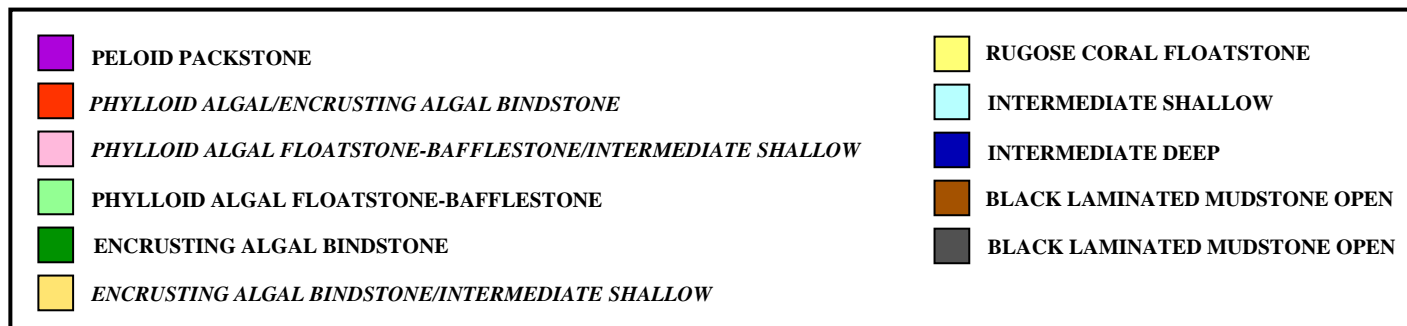 PELOID PACKSTONE
PHYLLOID ALGAL/ENCRUSTING ALGAL BINDSTONE
PHYLLOID ALGAL FLOATSTONE-BAFFLESTONE/INTERMEDIATE SHALLOW
PHYLLOID ALGAL FLOATSTONE-BAFFLESTONE
ENCRUSTING ALGAL BINDSTONE
ENCRUSTING ALGAL BINDSTONE/INTERMEDIATE SHALLOW
RUGOSE CORAL FLOATSTONE
INTERMEDIATE SHALLOW
INTERMEDIATE DEEP
BLACK LAMINATED MUDSTONE OPEN
BLACK LAMINATED MUDSTONE OPEN